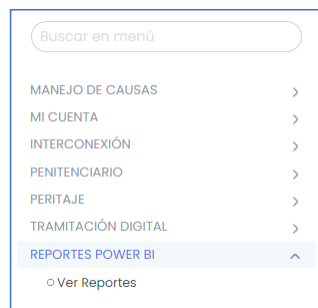 Buscar en menú
MANEJO DE CAUSAS
MI CUENTA
INTERCONEXIÓN
PENITENCIARIO
PERITAJE
TRAMITACIÓN DIGITAL
REPORTES POWER BI
Ver Reportes